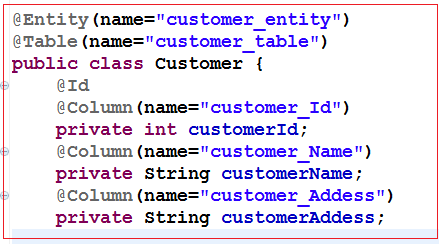 @Entity(name="customer_entity")
@Table(name="customer_table")
public class Customer {
@Id
@Column(name="customer_Id")
private int customerId;
@Column(name="customer_Name")
private String customerName;
@Column(name="customer_Addess")
private String customerAddess;